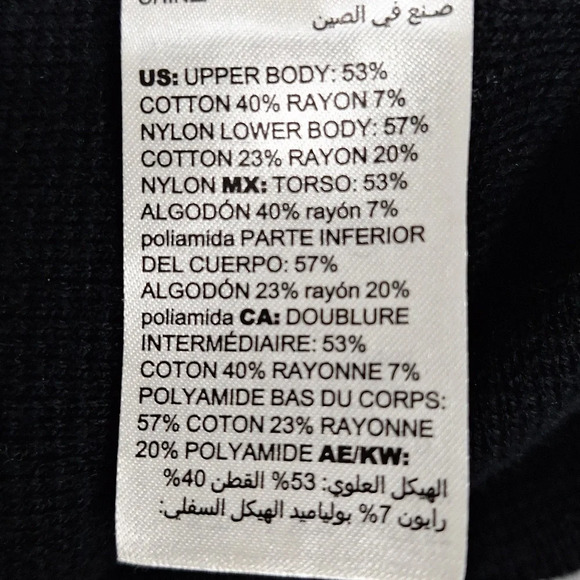 صنع في الصين
US: UPPER BODY: 53%
COTTON 40% RAYON 7%
NYLON LOWER BODY: 57%
COTTON 23% RAYON 20%
NYLON MX: TORSO: 53%
ALGODÓN 40% rayón 7%
poliamida PARTE INFERIOR
DEL CUERPO: 57%
ALGODÓN 23% rayón 20%
poliamida CA: DOUBLURE
INTERMÉDIAIRE: 53%
COTON 40% RAYONNE 7%
POLYAMIDE BAS DU CORPS:
57% COTON 23% RAYONNE
20% POLYAMIDE AE/KW:
الهيكل العلوي: 53% القطن 40%
رايون 7% بولياميد الهيكل السفلي: